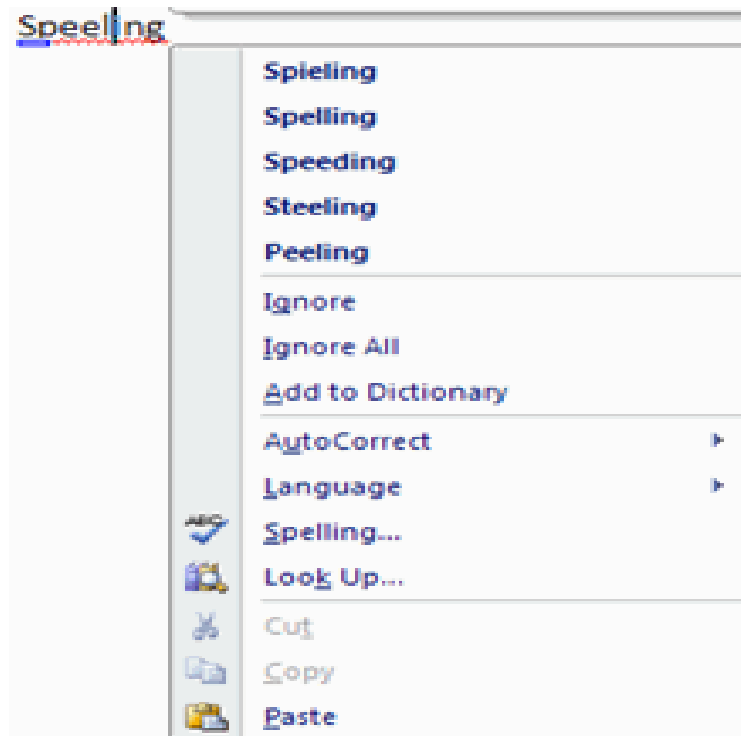 Speeling
Spieling
Spelling
Speeding
Steeling
Peeling
Ignore
Ignore All
Add to Dictionary
AutoCorrect
Language
ABC
Spelling...
Look Up...
Cut
Copy
Paste